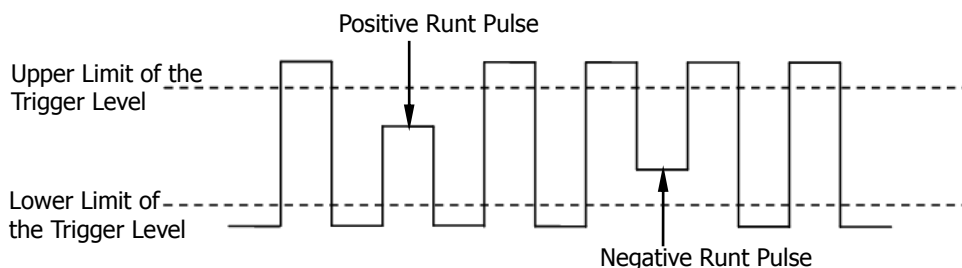 Positive Runt Pulse
Upper Limit of the
Trigger Level
Lower Limit of
the Trigger Level
Negative Runt Pulse